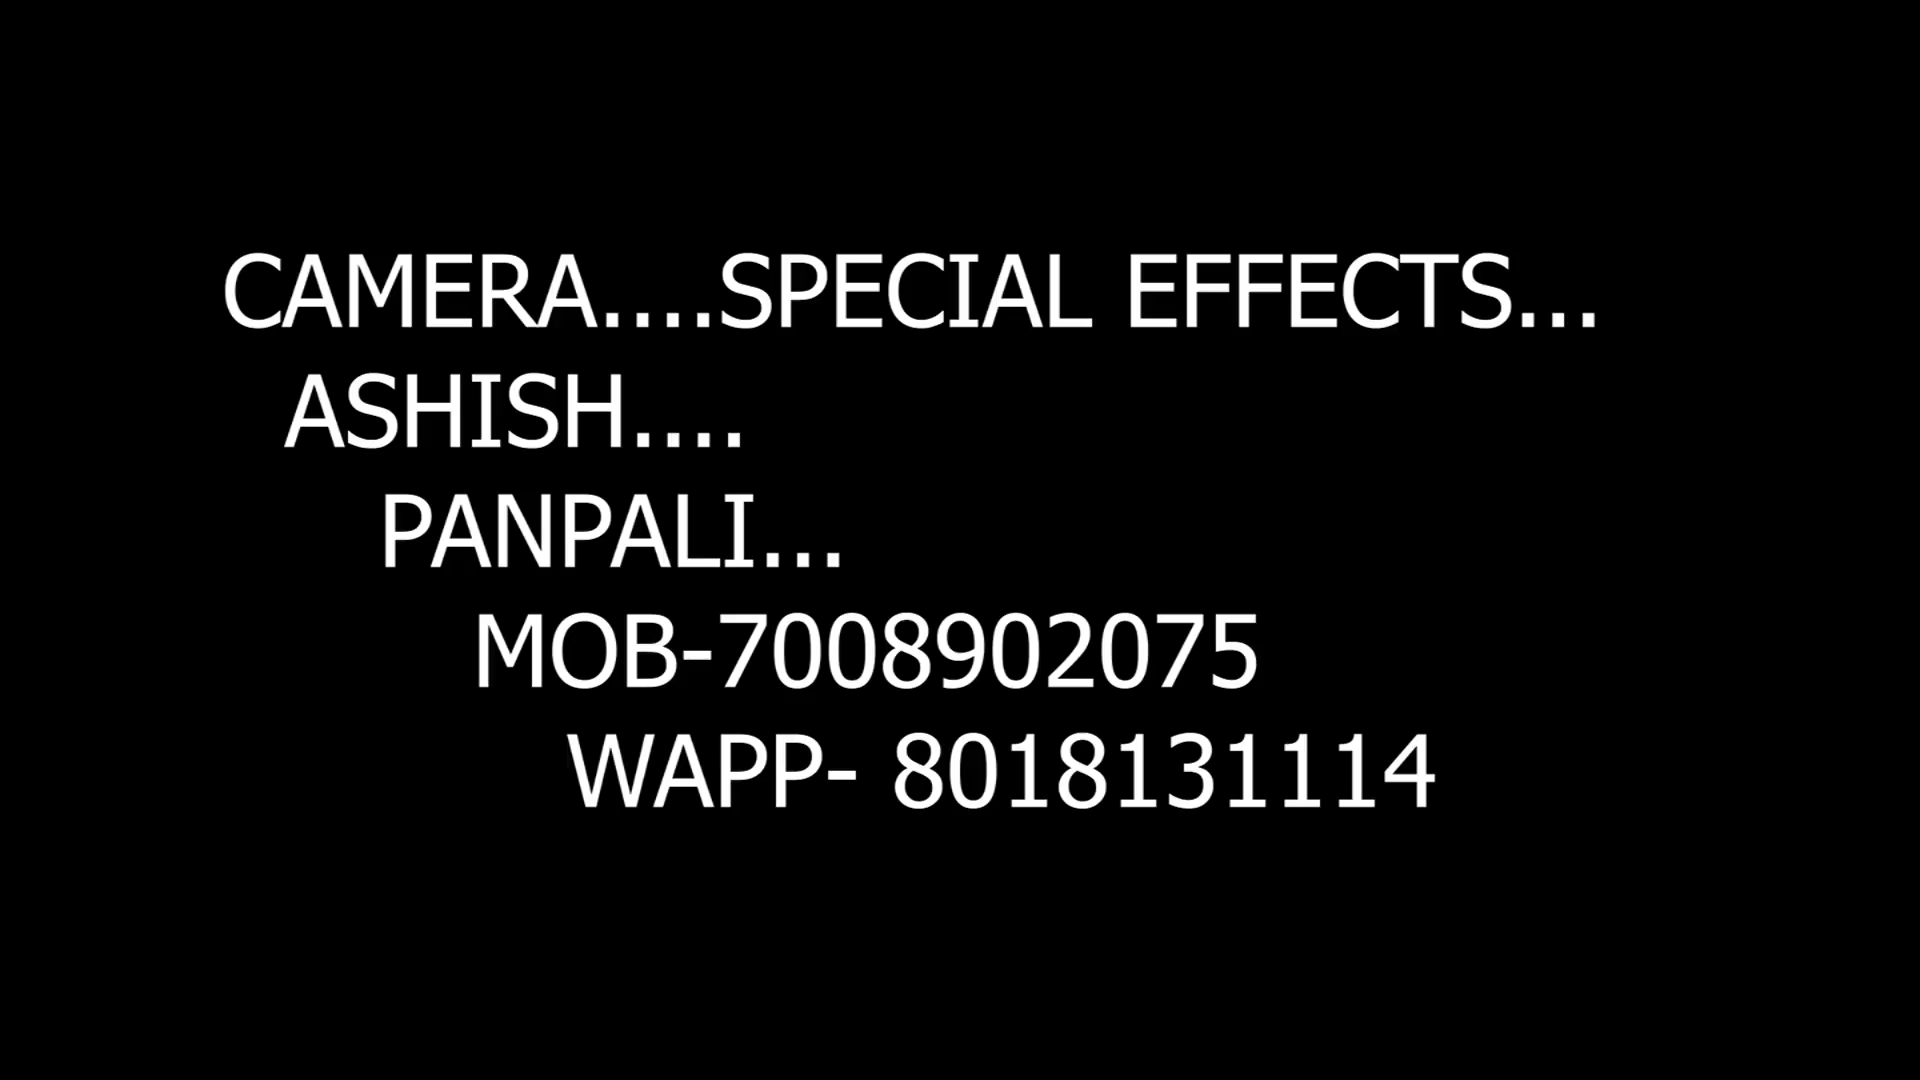 CAMERA....SPECIAL EFFECTS...
ASHISH....
PANPALI...
MOB-7008902075
WAPP- 8018131114